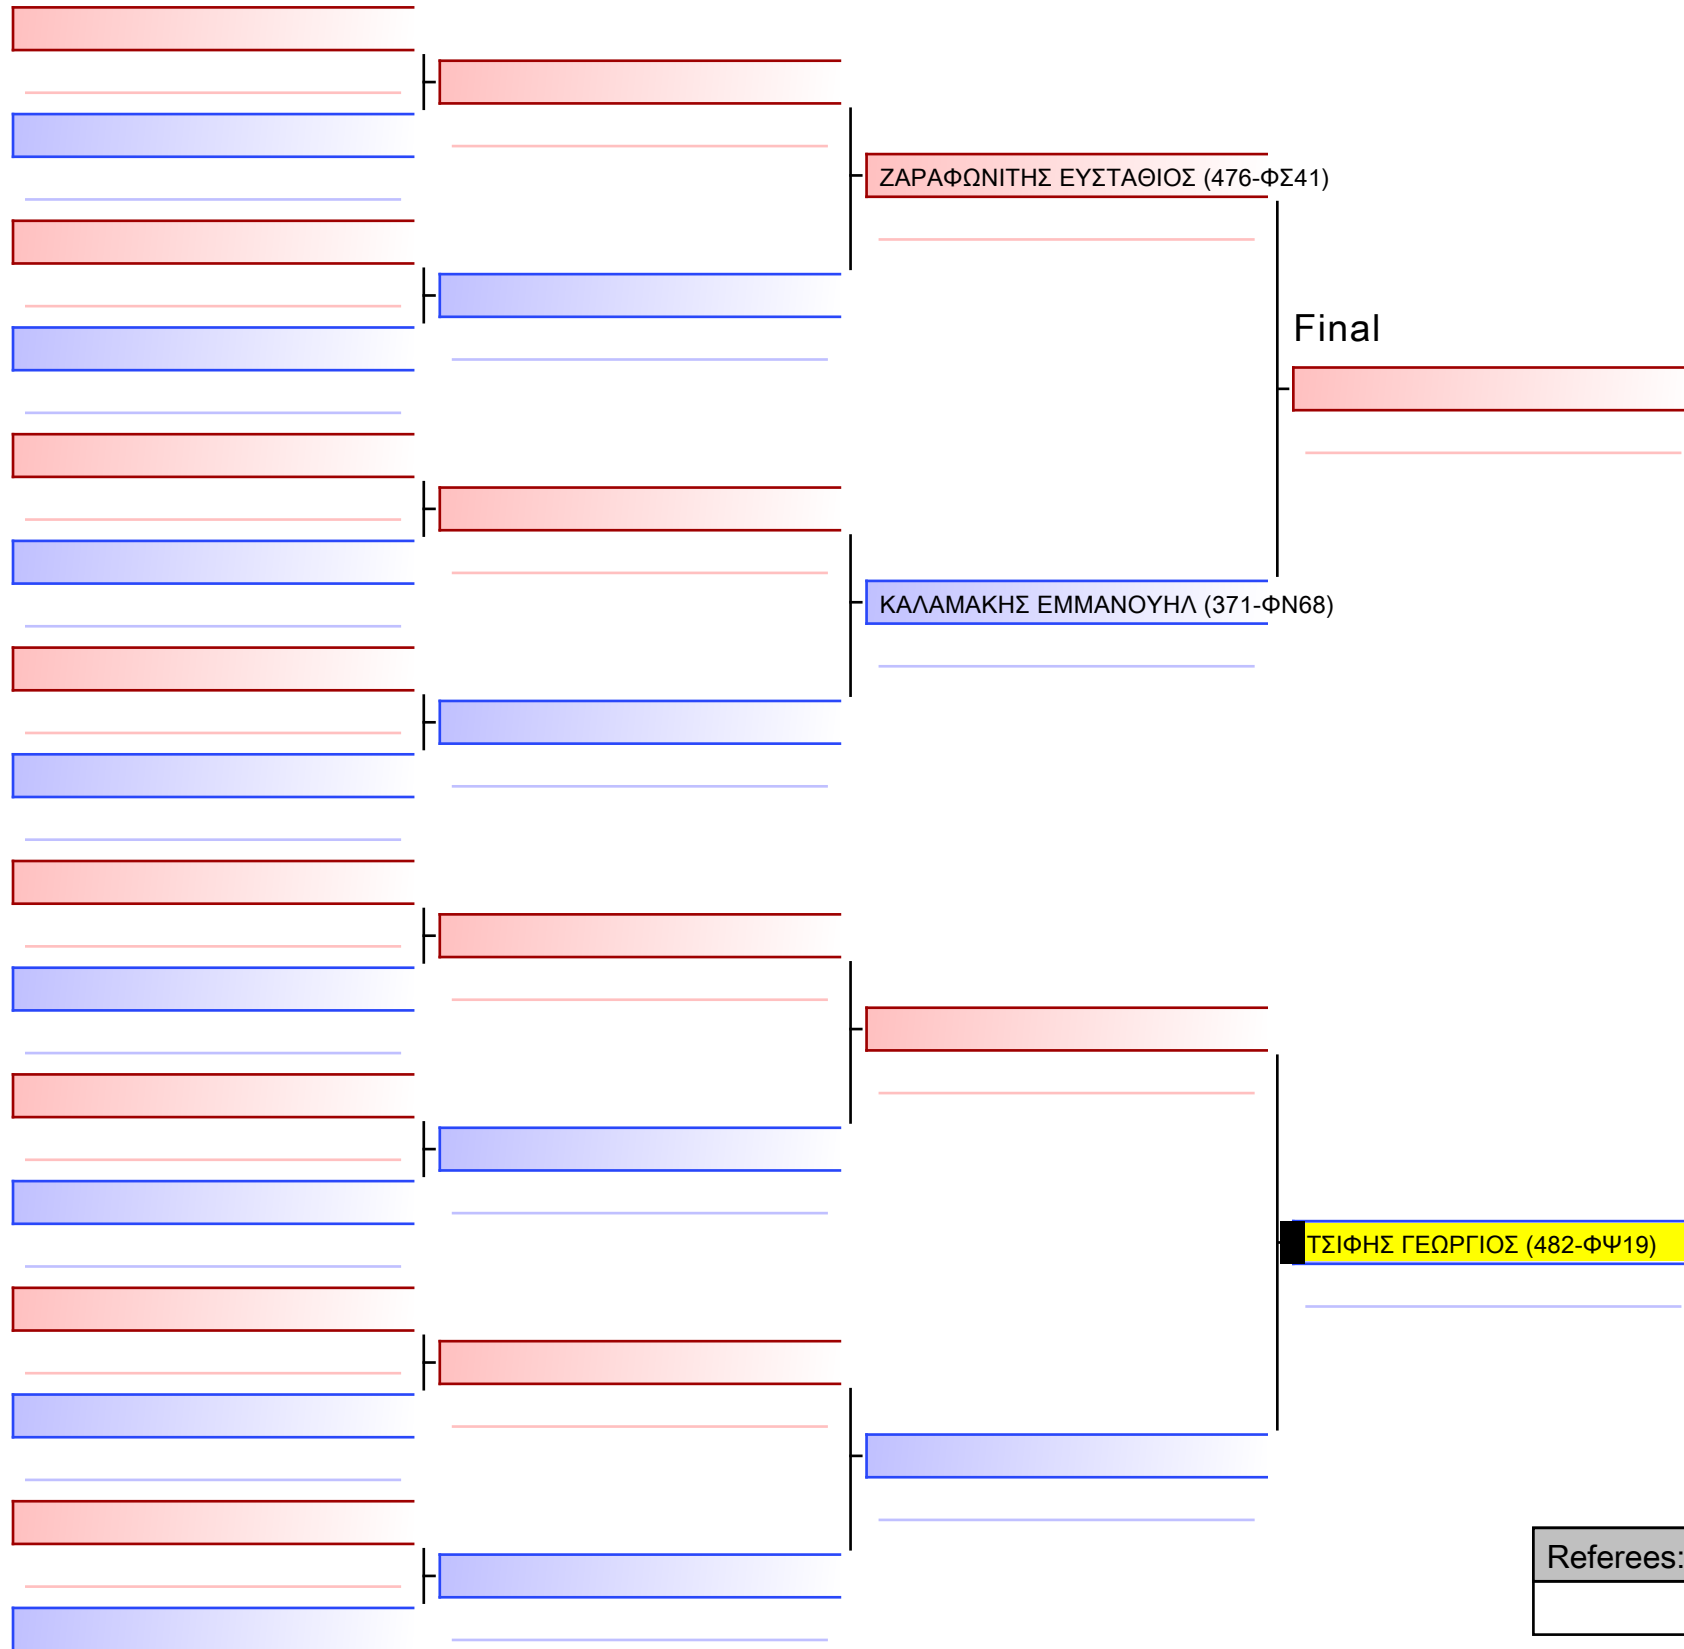 ΖΑΡΑΦΩΝΙΤΗΣ ΕΥΣΤΑΘΙΟΣ (476-ΦΣ41)
Final
ΚΑΛΑΜΑΚΗΣ ΕΜΜΑΝΟΥΗΛ (371-ΦΝ68)
ΤΣΙΦΗΣ ΓΕΩΡΓΙΟΣ (482-ΦΨ19)
Referees: